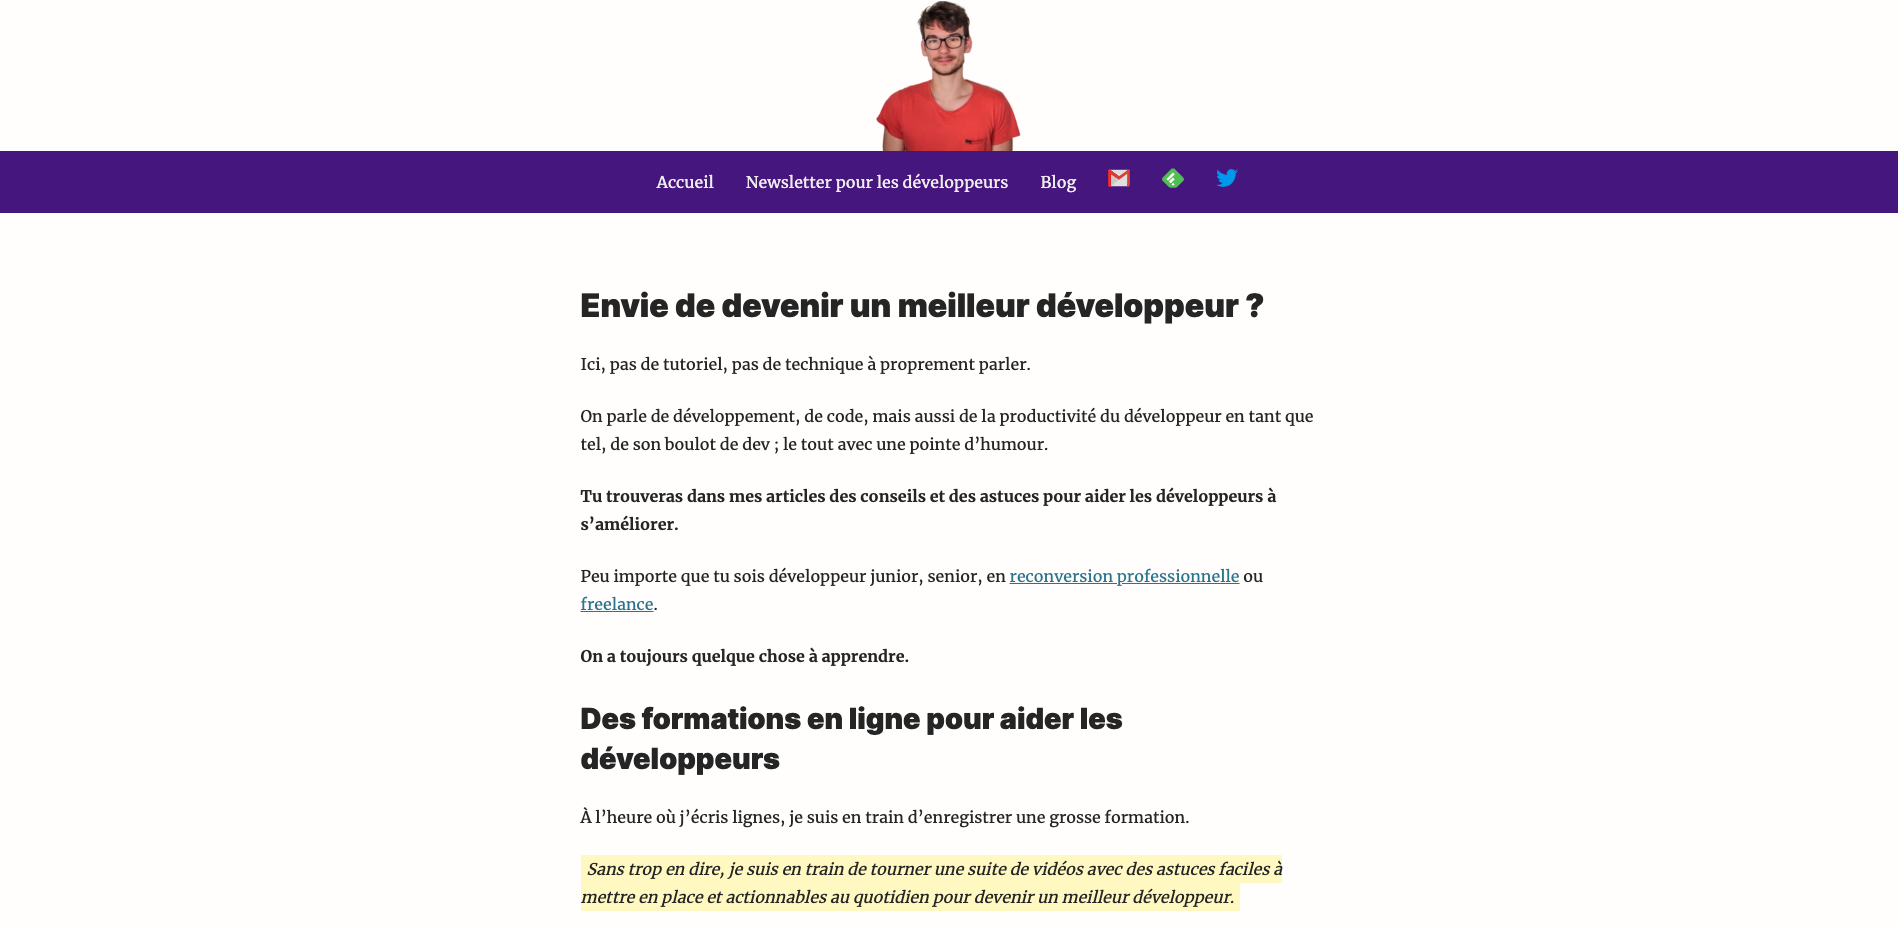 Accueil Newsletter pour les développeurs Blog
Envie de devenir un meilleur développeur ?
Ici, pas de tutoriel, pas de technique à proprement parler.
On parle de développement, de code, mais aussi de la productivité du développeur en tant que
tel, de son boulot de dev ; le tout avec une pointe d’humour.
Tu trouveras dans mes articles des conseils et des astuces pour aider les développeurs à
s’améliorer.
Peu importe que tu sois développeur junior, senior, en reconversion professionnelle ou
freelance.
On a toujours quelque chose à apprendre.
Des formations en ligne pour aider les
développeurs
À l’heure où j’écris lignes, je suis en train d’enregistrer une grosse formation.
Sans trop en dire, je suis en train de tourner une suite de vidéos avec des astuces faciles à
mettre en place et actionnables au quotidien pour devenir un meilleur développeur.